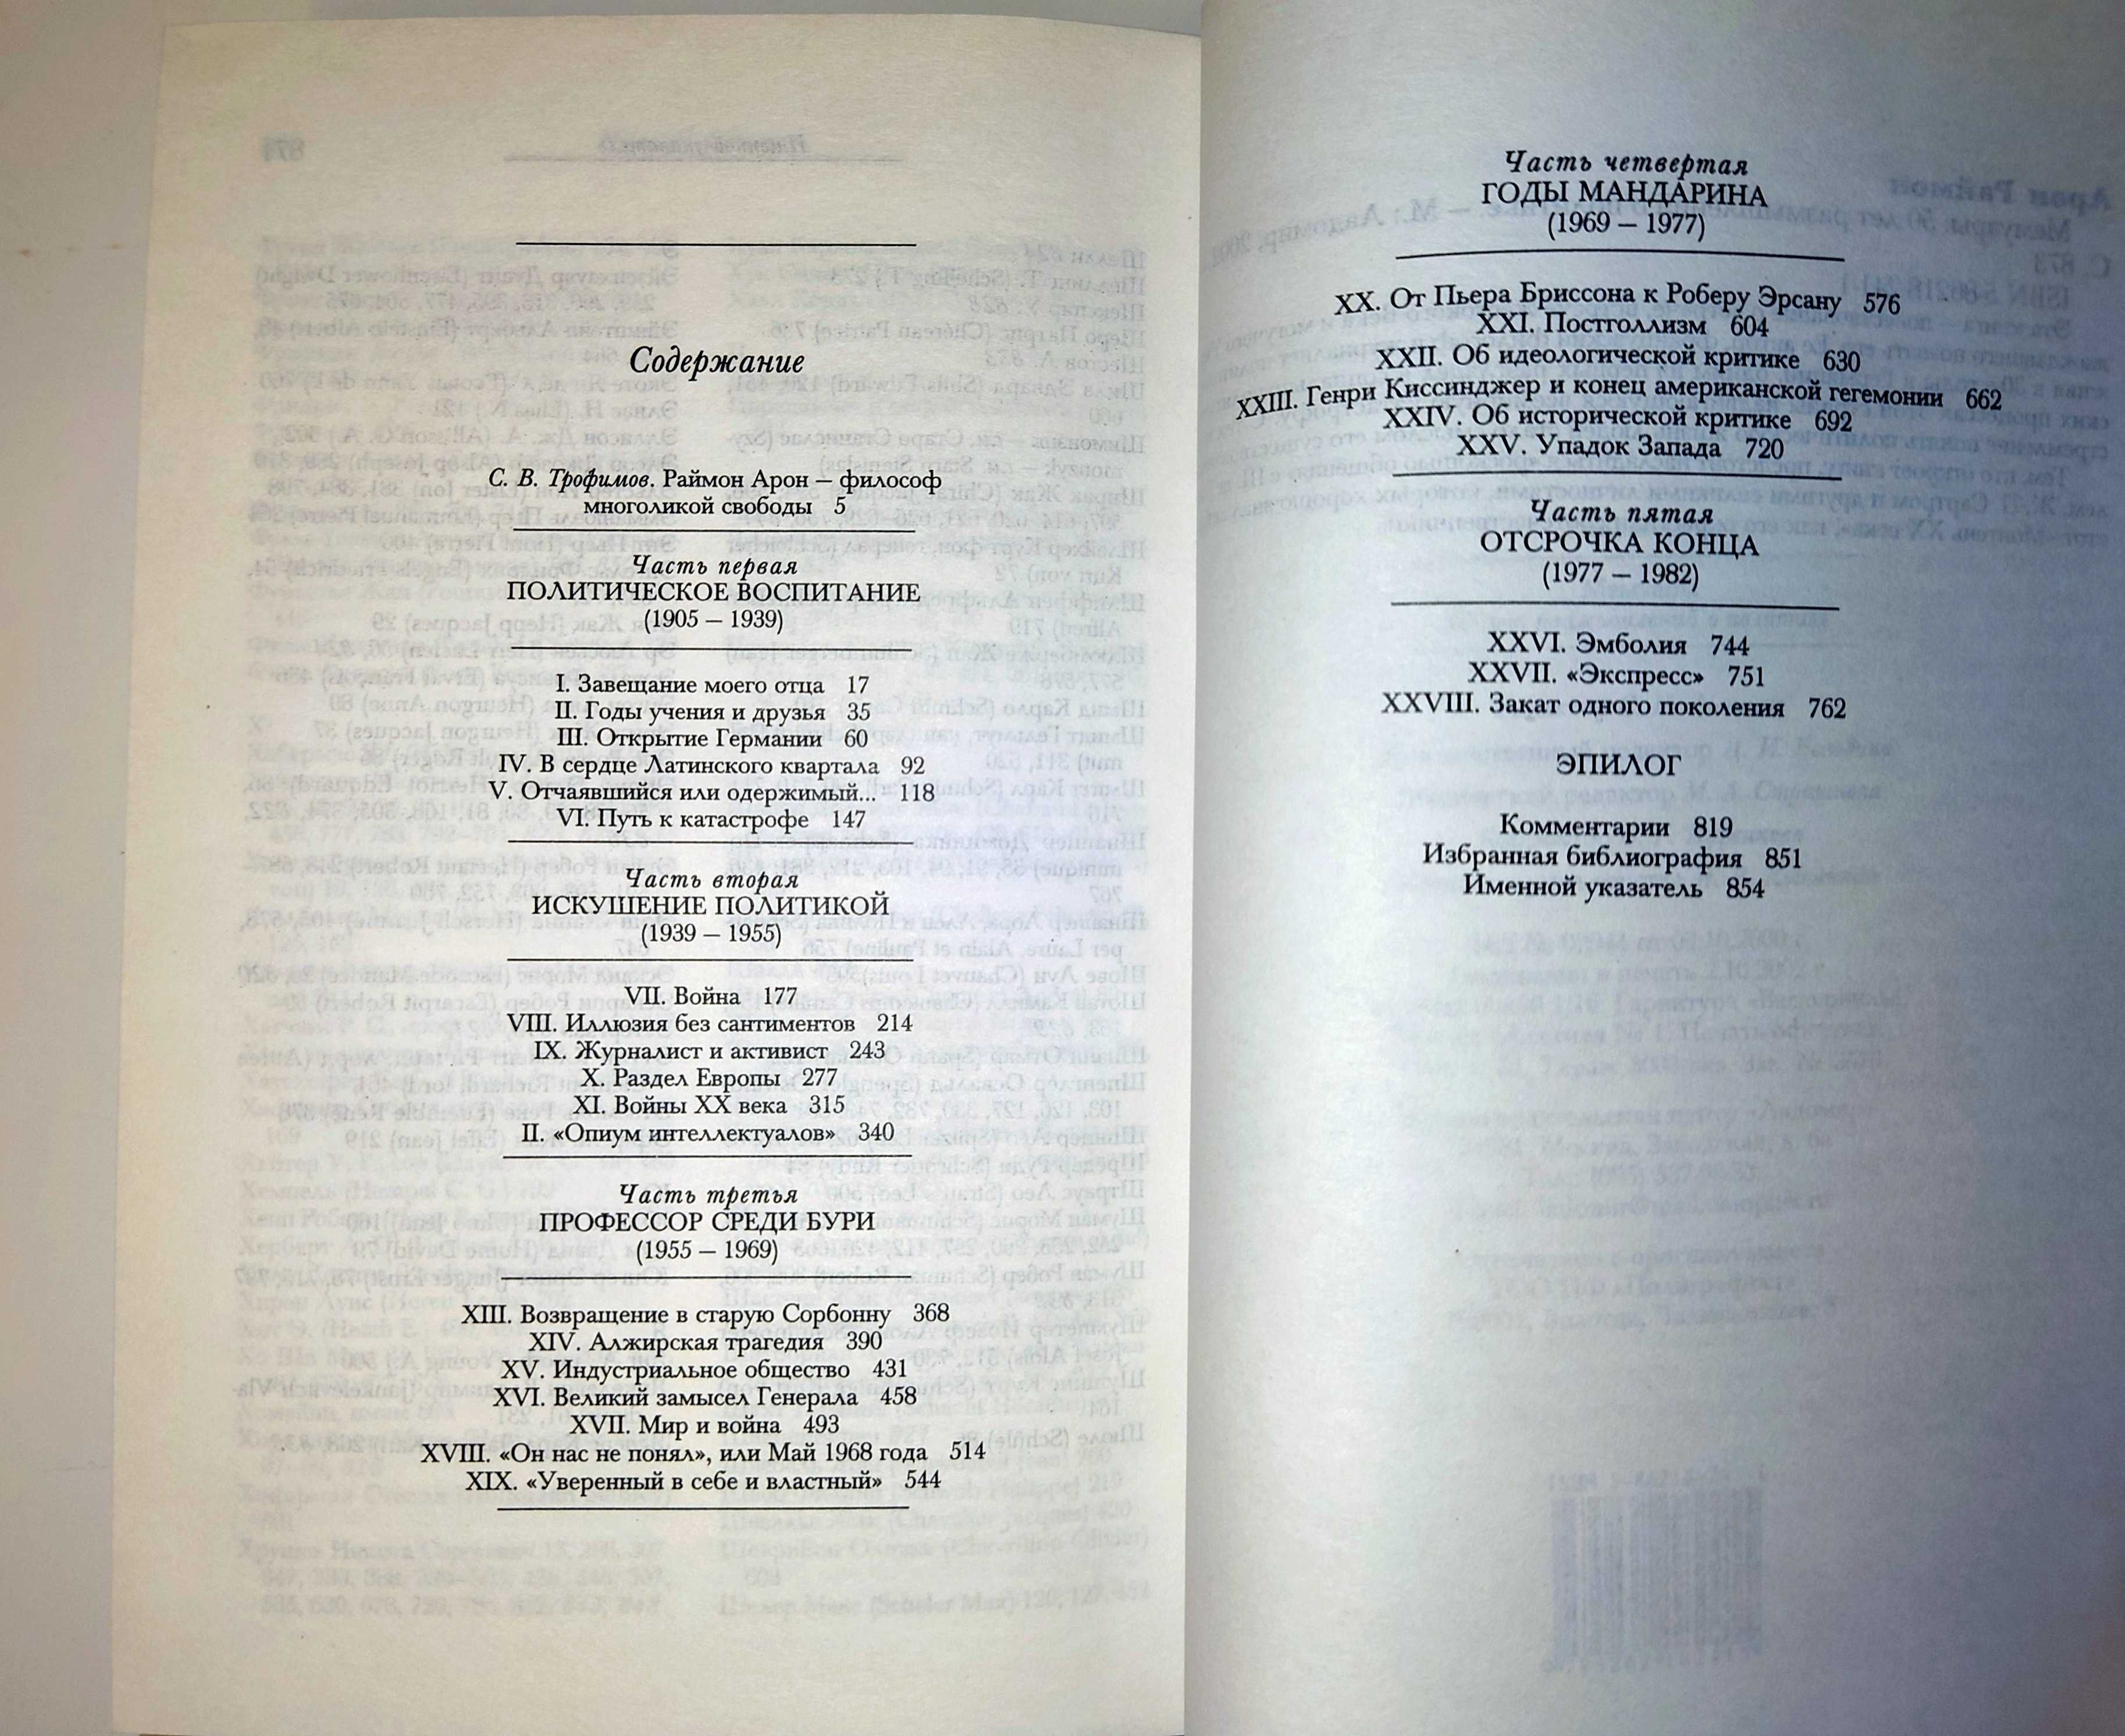 Содержание
С. В. Трофимов. Раймон Арон — философ
многоликой свободы 5
Часть первая
ПОЛИТИЧЕСКОЕ ВОСПИТАНИЕ
(1905 — 1939)
I. Завещание моего отца 17
II. Годы учения и друзья 35
III. Открытие Германии 60
IV. В сердце Латинского квартала 92
V. Отчаявшийся или одержимый... 118
VI. Путь к катастрофе 147
Часть вторая
ИСКУШЕНИЕ ПОЛИТИКОЙ
(1939 — 1955)
VII. Война 177
VIII. Иллюзия без сантиментов 214
IX. Журналист и активист 243
X. Раздел Европы 277
XI. Войны XX века 315
II. «Опиум интеллектуалов» 340
Часть третья
ПРОФЕССОР СРЕДИ БУРИ
(1955 — 1969)
XIII. Возвращение в старую Сорбонну 368
XIV. Алжирская трагедия 390
XV. Индустриальное общество 431
XVI. Великий замысел Генерала 458
XVII. Мир и война 493
XVIII. «Он нас не понял», или Май 1968 года 514
XIX. «Уверенный в себе и властный» 544
Часть четвертая
ГОДЫ МАНДАРИНА
(1969 — 1977)
XX. От Пьера Бриссона к Роберу Эрсану 576
XXI. Постголлизм 604
XXII. Об идеологической критике 630
XXIII. Генри Киссинджер и конец американской гегемонии 662
XXIV. Об исторической критике 692
XXV. Упадок Запада 720
Часть пятая
ОТСРОЧКА КОНЦА
(1977 — 1982)
XXVI. Эмболия 744
XXVII. «Экспресс» 751
XXVIII. Закат одного поколения 762
ЭПИЛОГ
Комментарии 819
Избранная библиография 851
Именной указатель 854